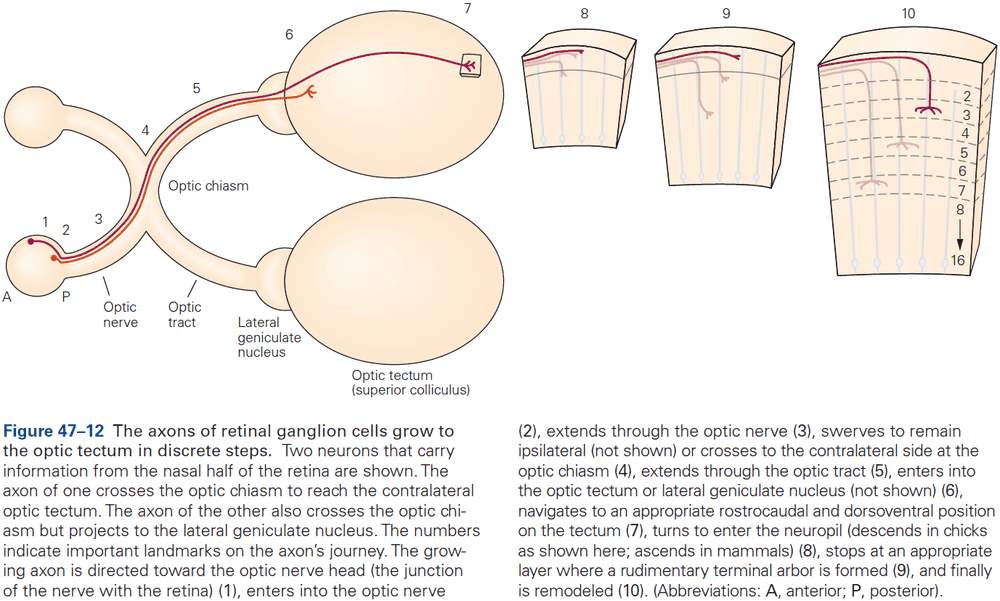 7
8
9
10
6
5
4
Optic chiasm
1
2
3
A
P
Optic
nerve
Optic
tract
Lateral
geniculate
nucleus
Optic tectum
(superior colliculus)
2
3
4
5
6
7
8
16
Figure 47–12 The axons of retinal ganglion cells grow to
the optic tectum in discrete steps. Two neurons that carry
information from the nasal half of the retina are shown. The
axon of one crosses the optic chiasm to reach the contralateral
optic tectum. The axon of the other also crosses the optic chi-
asm but projects to the lateral geniculate nucleus. The numbers
indicate important landmarks on the axon's journey. The grow-
ing axon is directed toward the optic nerve head (the junction
of the nerve with the retina) (1), enters into the optic nerve
(2), extends through the optic nerve (3), swerves to remain
ipsilateral (not shown) or crosses to the contralateral side at the
optic chiasm (4), extends through the optic tract (5), enters into
the optic tectum or lateral geniculate nucleus (not shown) (6),
navigates to an appropriate rostrocaudal and dorsoventral position
on the tectum (7), turns to enter the neuropil (descends in chicks
as shown here; ascends in mammals) (8), stops at an appropriate
layer where a rudimentary terminal arbor is formed (9), and finally
is remodeled (10). (Abbreviations: A, anterior; P, posterior).